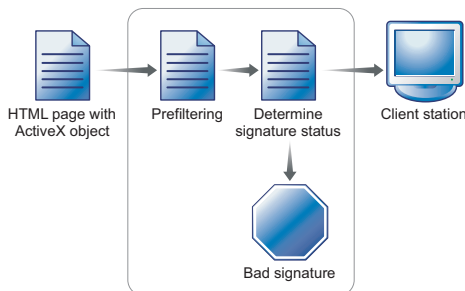 HTML page with
ActiveX object
Prefiltering
Determine
signature status
Client station
Bad signature